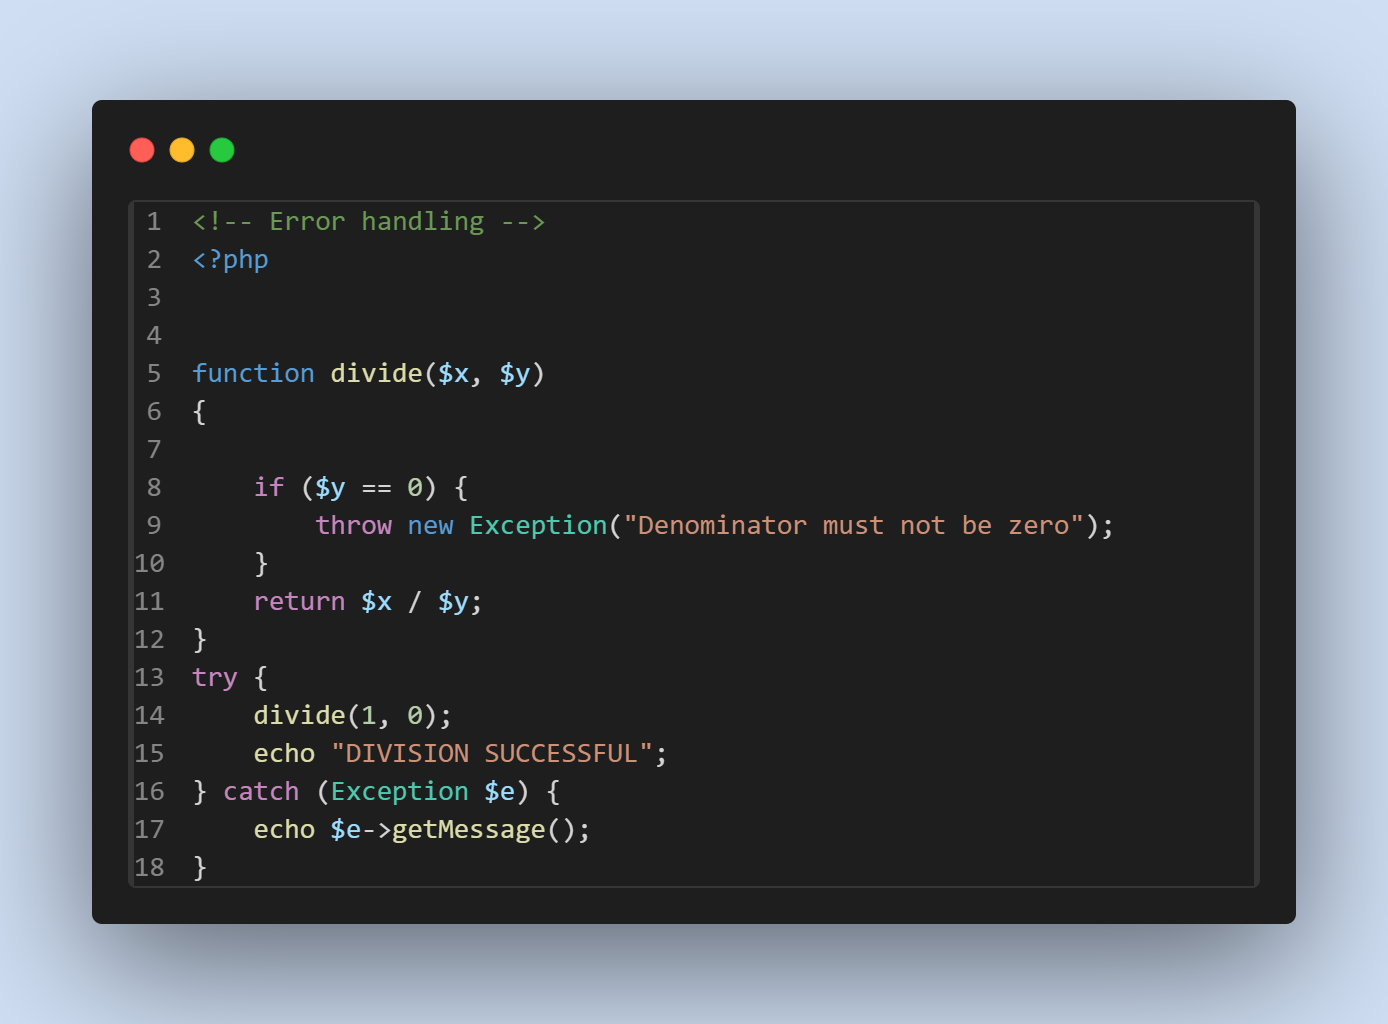 1 <!-- Error handling -->
2 <?php
3
4
5 function divide($x, $y)
6 {
7
8     if ($y == 0) {
9         throw new Exception("Denominator must not be zero");
10     }
11     return $x / $y;
12 }
13 try {
14     divide(1, 0);
15     echo "DIVISION SUCCESSFUL";
16 } catch (Exception $e) {
17     echo $e->getMessage();
18 }